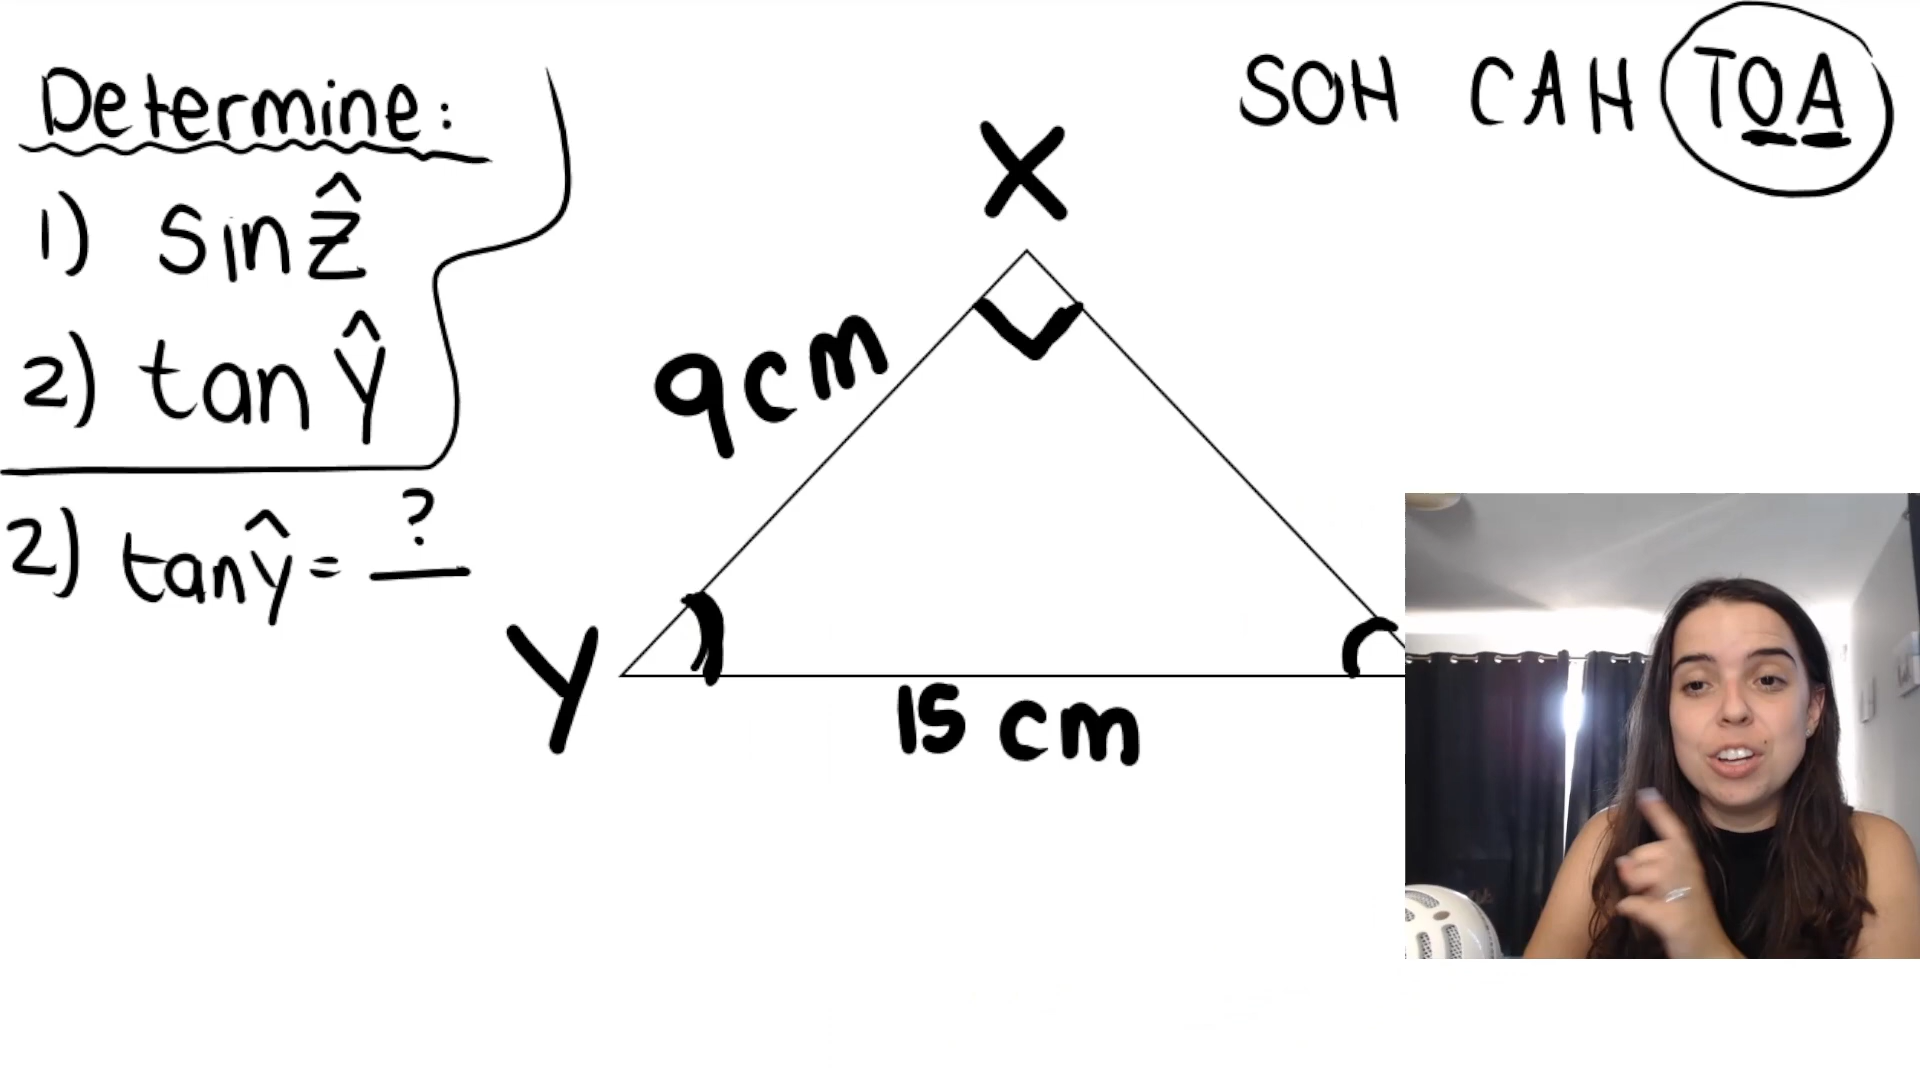 Determine:
1) sin Ẑ
2) tan Ŷ
2) tan ŷ = ?
SOH CAH TOA
X
9cm
Y
15 cm